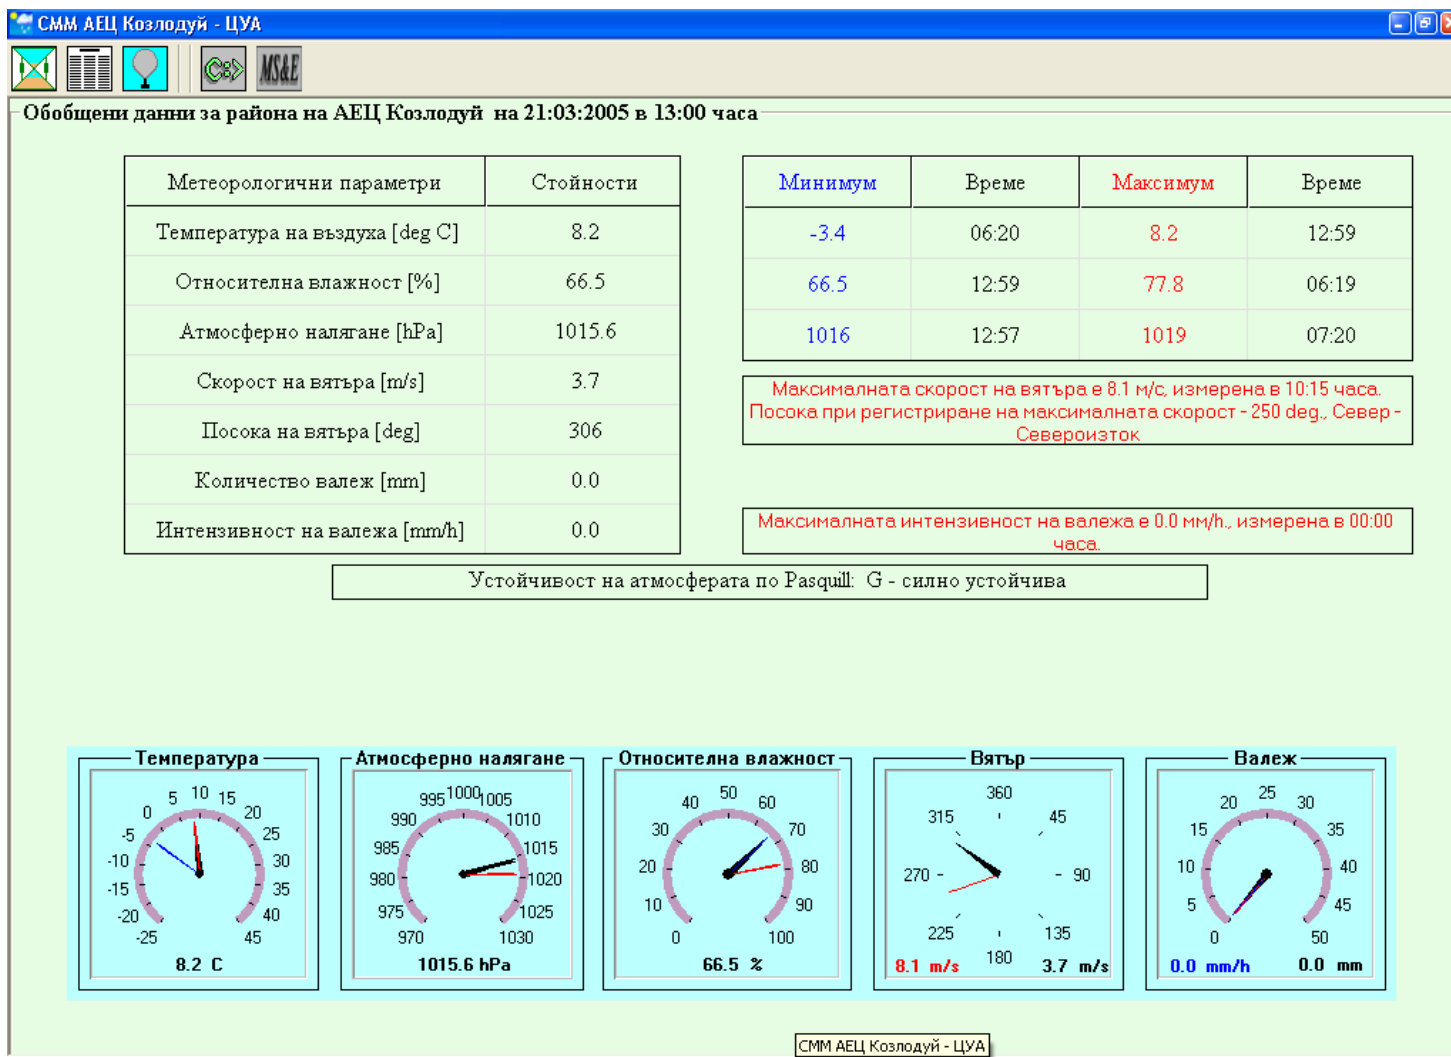 СММ АЕЦ Козлодуй - ЦУА
C:> MS&E
Обобщени данни за района на АЕЦ Козлодуй на 21:03:2005 в 13:00 часа
Метеорологични параметри Стойности
Температура на въздуха [deg C] 8.2
Относителна влажност [%] 66.5
Атмосферно налягане [hPa] 1015.6
Скорост на вятъра [m/s] 3.7
Посока на вятъра [deg] 306
Количество валеж [mm] 0.0
Интензивност на валежа [mm/h] 0.0
Минимум Време Максимум Време
-3.4 06:20 8.2 12:59
66.5 12:59 77.8 06:19
1016 12:57 1019 07:20
Максималната скорост на вятъра е 8.1 м/с, измерена в 10:15 часа.
Посока при регистриране на максималната скорост - 250 deg., Север -
Североизток
Максималната интензивност на валежа е 0.0 мм/h., измерена в 00:00
часа.
Устойчивост на атмосферата по Pasquill: G - силно устойчива
Температура
-25 -20 -15 -10 -5 0 5 10 15 20 25 30 35 40 45
8.2 C
Атмосферно налягане
970 975 980 985 990 995 1000 1005 1010 1015 1020 1025 1030
1015.6 hPa
Относителна влажност
0 10 20 30 40 50 60 70 80 90 100
66.5 %
Вятър
360 45 90 135 180 225 270 315
8.1 m/s 3.7 m/s
Валеж
0 5 10 15 20 25 30 35 40 45 50
0.0 mm/h 0.0 mm
СММ АЕЦ Козлодуй - ЦУА